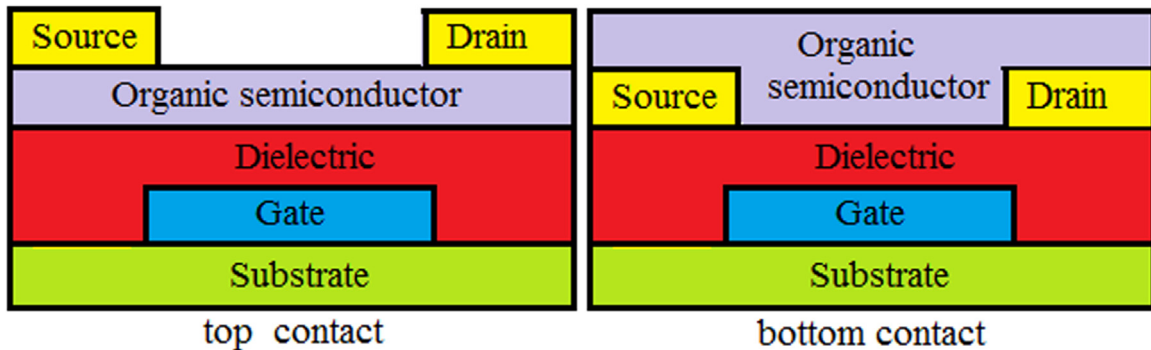 Source
Drain
Organic semiconductor
Dielectric
Gate
Substrate
top contact
Organic
semiconductor
Source
Drain
Dielectric
Gate
Substrate
bottom contact